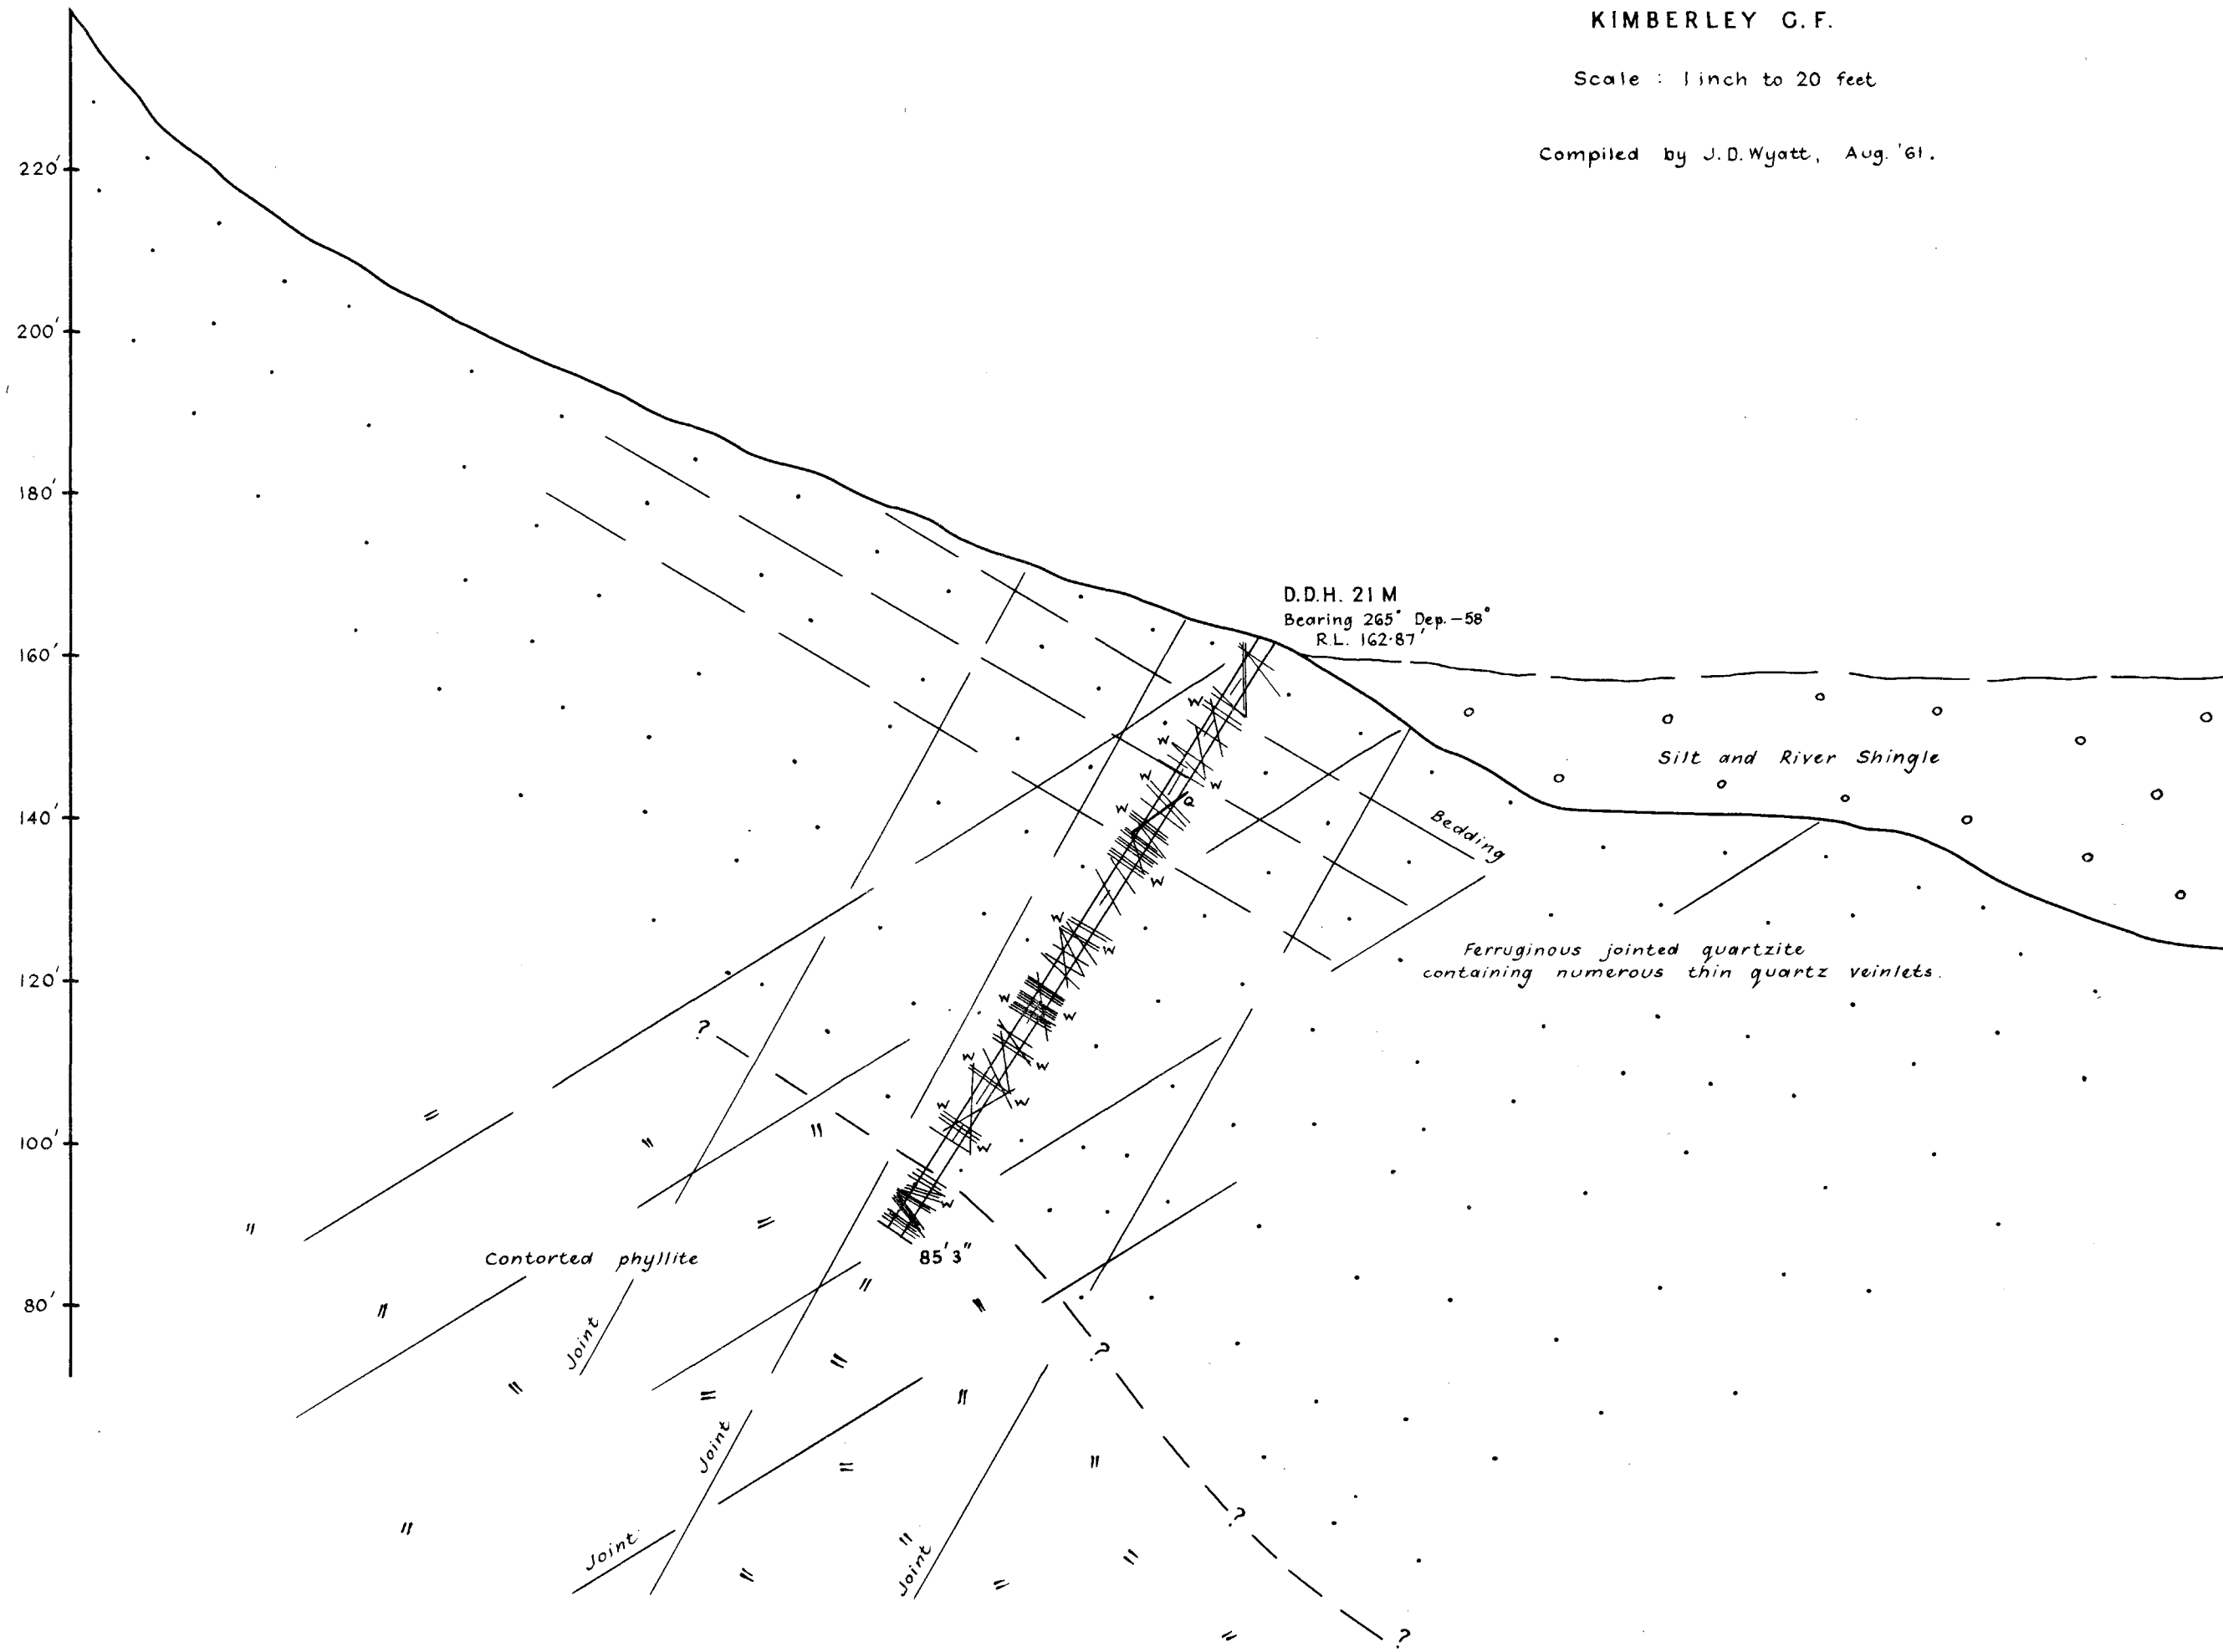 KIMBERLEY G.F.
Scale : 1 inch to 20 feet
Compiled by J.D.Wyatt, Aug. '61.
220'
200'
180'
160'
140'
120'
100'
80'
D.D.H. 21 M
Bearing 265° Dep.-58°
R.L. 162·87'
W
W
W
W
W
Q
W
W
W
W
W
W
W
W
W
W
W
W
Silt and River Shingle
Bedding
Ferruginous jointed quartzite
containing numerous thin quartz veinlets.
?
85' 3"
Contorted phyllite
Joint
?
Joint
?
Joint
Joint
?